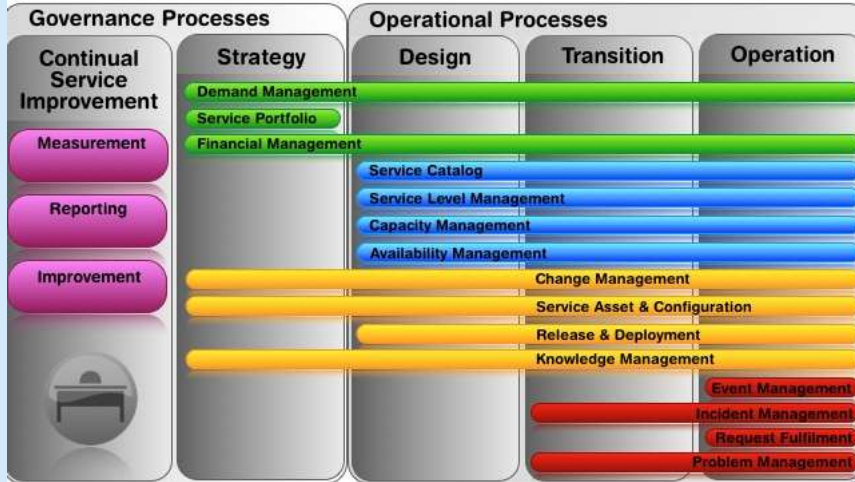 Governance Processes
Operational Processes
Continual
Service
Improvement
Strategy
Design
Transition
Operation
Measurement
Reporting
Improvement
Demand Management
Service Portfolio
Financial Management
Service Catalog
Service Level Management
Capacity Management
Availability Management
Change Management
Service Asset & Configuration
Release & Deployment
Knowledge Management
Event Management
Incident Management
Request Fulfilment
Problem Management